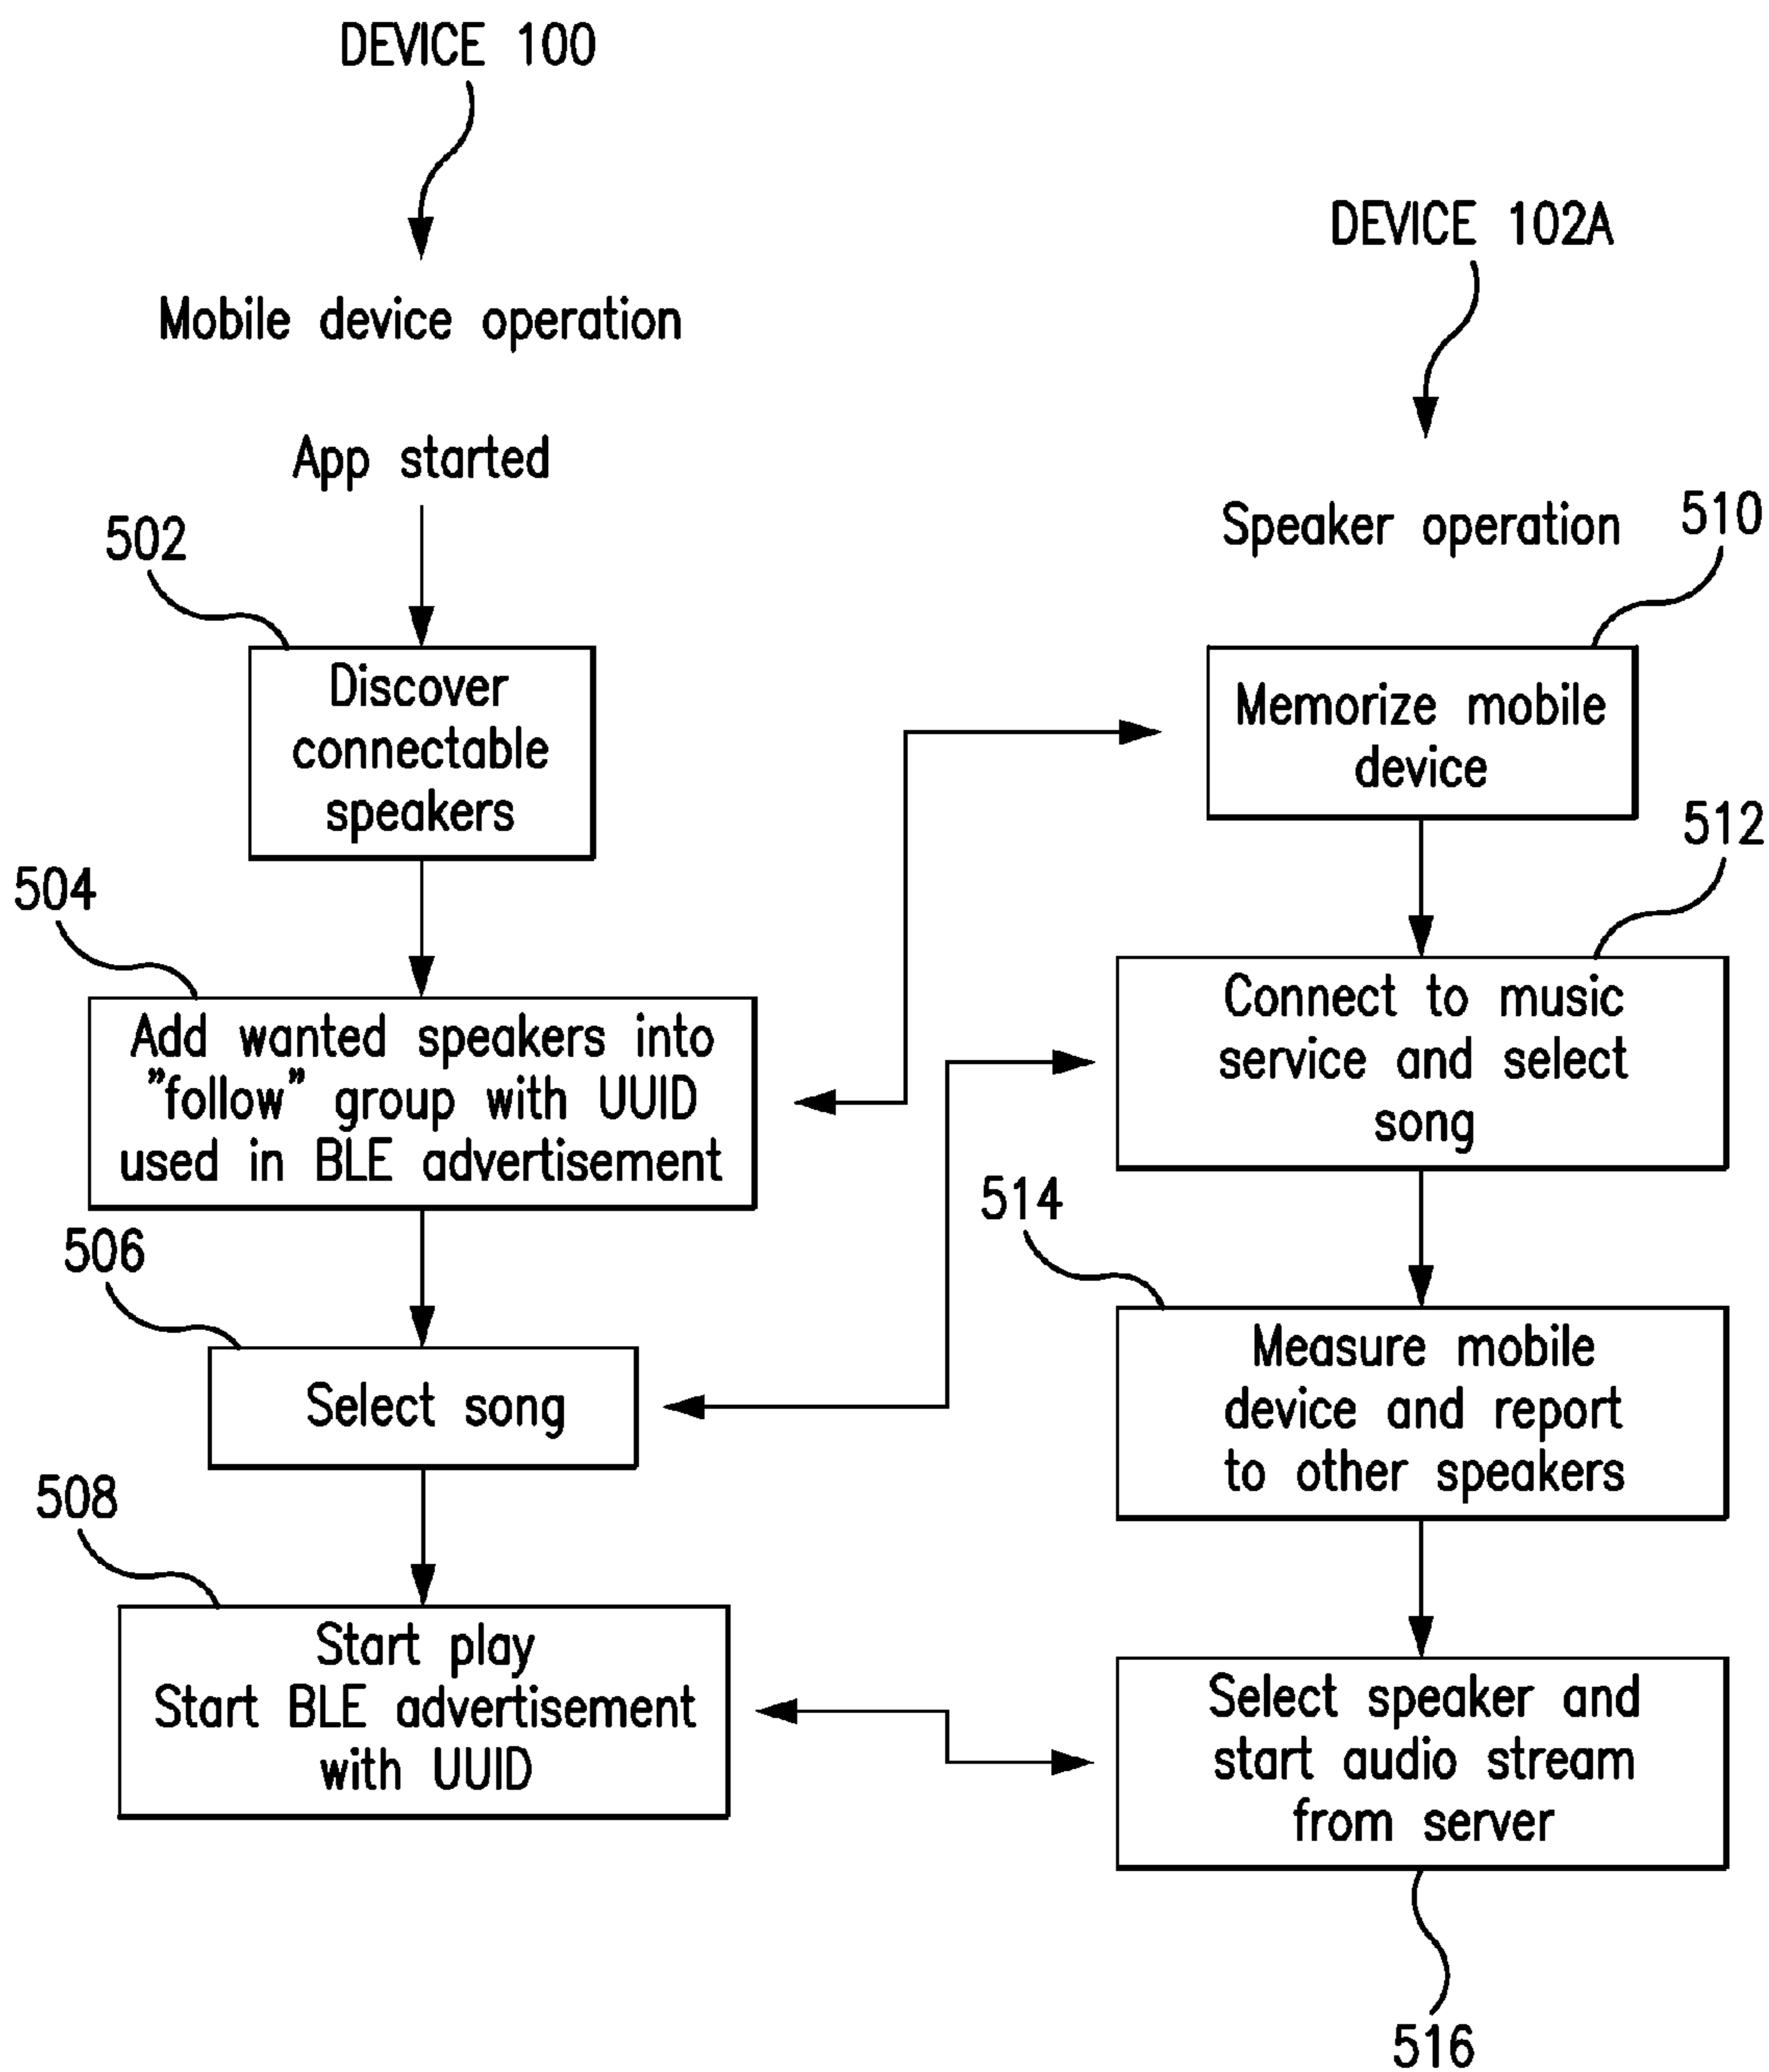 DEVICE 100
Mobile device operation
App started
502
Discover
connectable
speakers
504
Add wanted speakers into
"follow" group with UUID
used in BLE advertisement
506
Select song
508
Start play
Start BLE advertisement
with UUID
DEVICE 102A
Speaker operation
510
Memorize mobile
device
512
Connect to music
service and select
song
514
Measure mobile
device and report
to other speakers
Select speaker and
start audio stream
from server
516